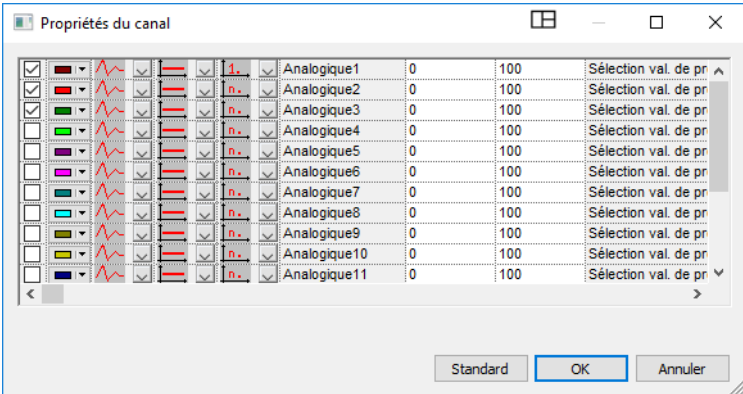 Propriétés du canal
1. Analogique1 0 100 Sélection val. de pr
n. Analogique2 0 100 Sélection val. de pr
n. Analogique3 0 100 Sélection val. de pr
n. Analogique4 0 100 Sélection val. de pr
n. Analogique5 0 100 Sélection val. de pr
n. Analogique6 0 100 Sélection val. de pr
n. Analogique7 0 100 Sélection val. de pr
n. Analogique8 0 100 Sélection val. de pr
n. Analogique9 0 100 Sélection val. de pr
n. Analogique10 0 100 Sélection val. de pr
n. Analogique11 0 100 Sélection val. de pr
Standard OK Annuler